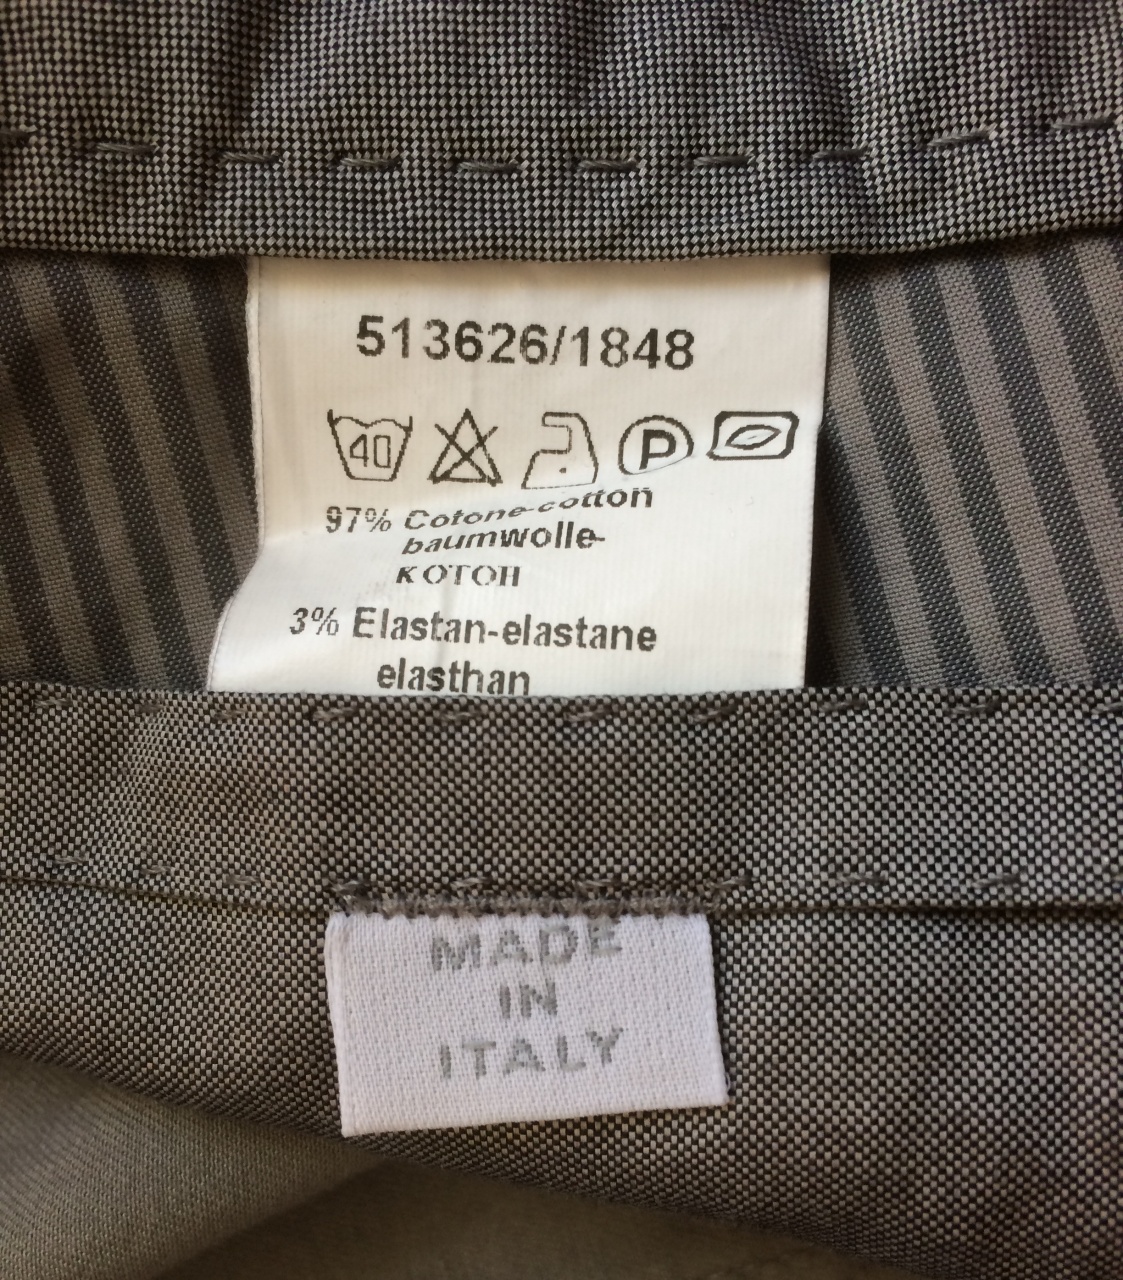 513626/1848
40
P
97% Cotone-cotton
baumwolle-
котон
3% Elastan-elastane
elasthan
MADE
IN
ITALY